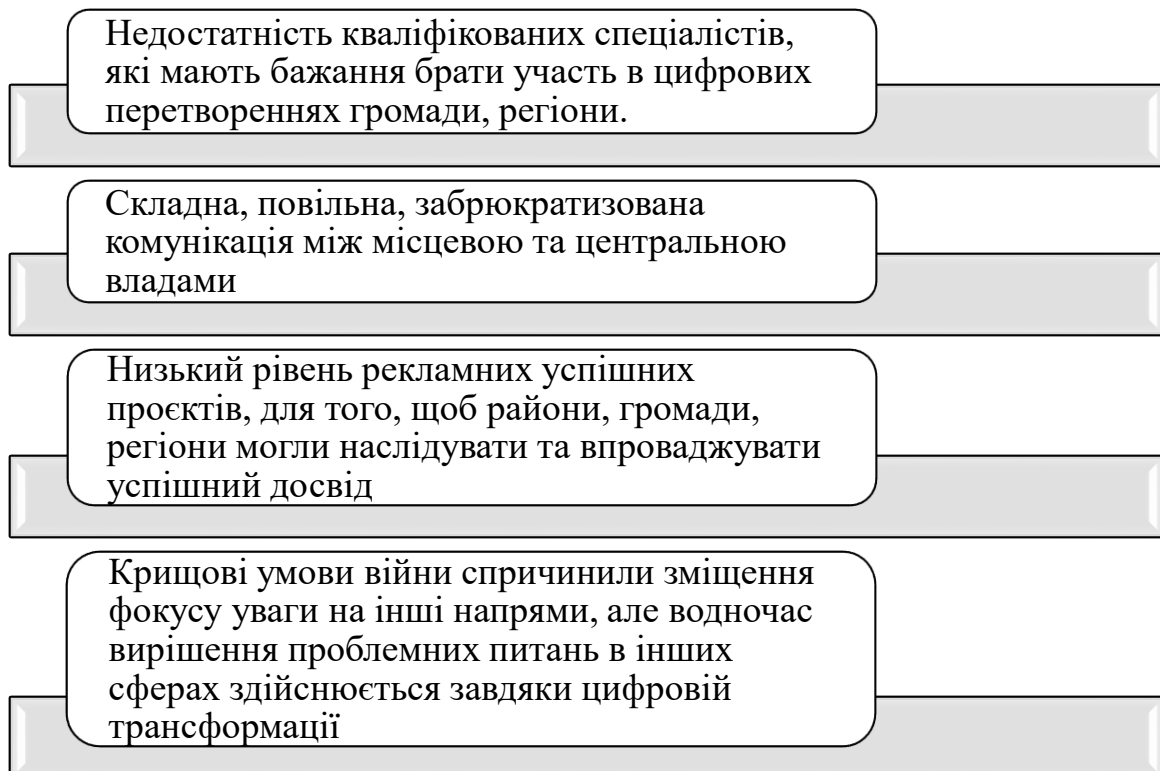 Недостатність кваліфікованих спеціалістів,
які мають бажання брати участь в цифрових
перетвореннях громади, регіони.
Складна, повільна, забрюкратизована
комунікація між місцевою та центральною
владами
Низький рівень рекламних успішних
проєктів, для того, щоб райони, громади,
регіони могли наслідувати та впроваджувати
успішний досвід
Крищові умови війни спричинили зміщення
фокусу уваги на інші напрями, але водночас
вирішення проблемних питань в інших
сферах здійснюється завдяки цифровій
трансформації